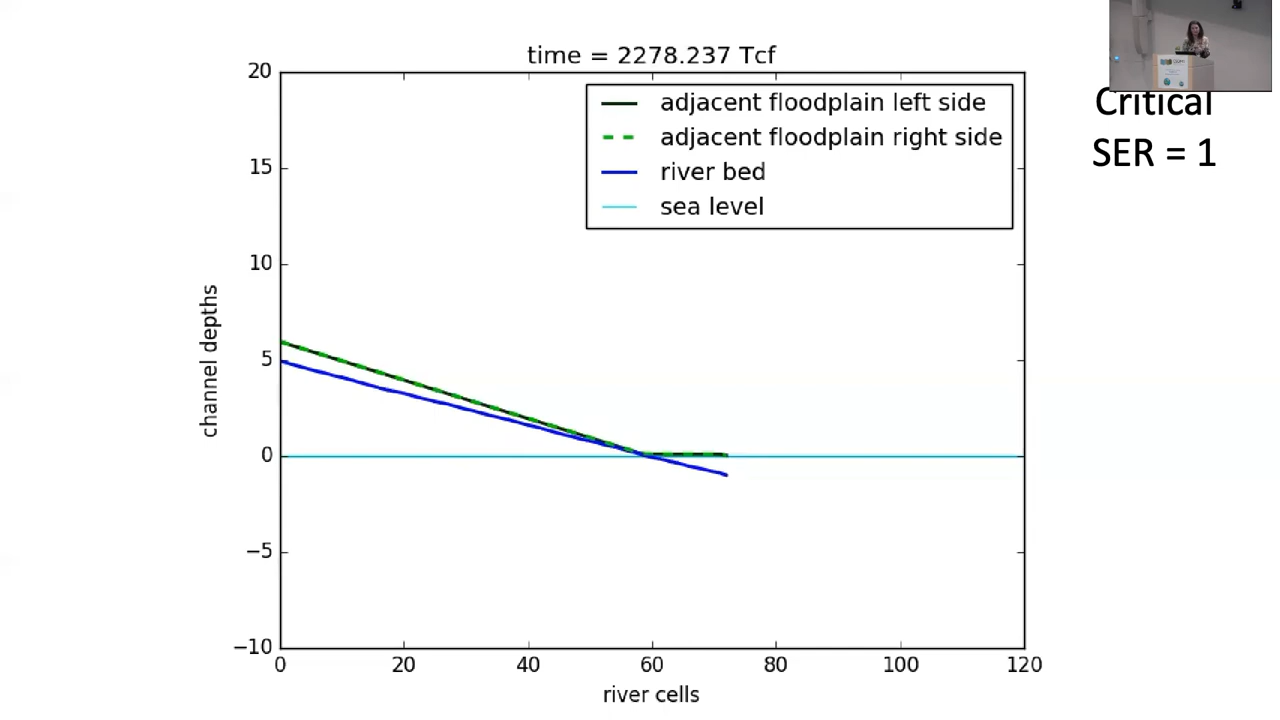 time = 2278.237 Tcf
adjacent floodplain left side
adjacent floodplain right side
river bed
sea level
Critical
SER = 1
20
15
10
5
0
−5
−10
channel depths
0 20 40 60 80 100 120
river cells